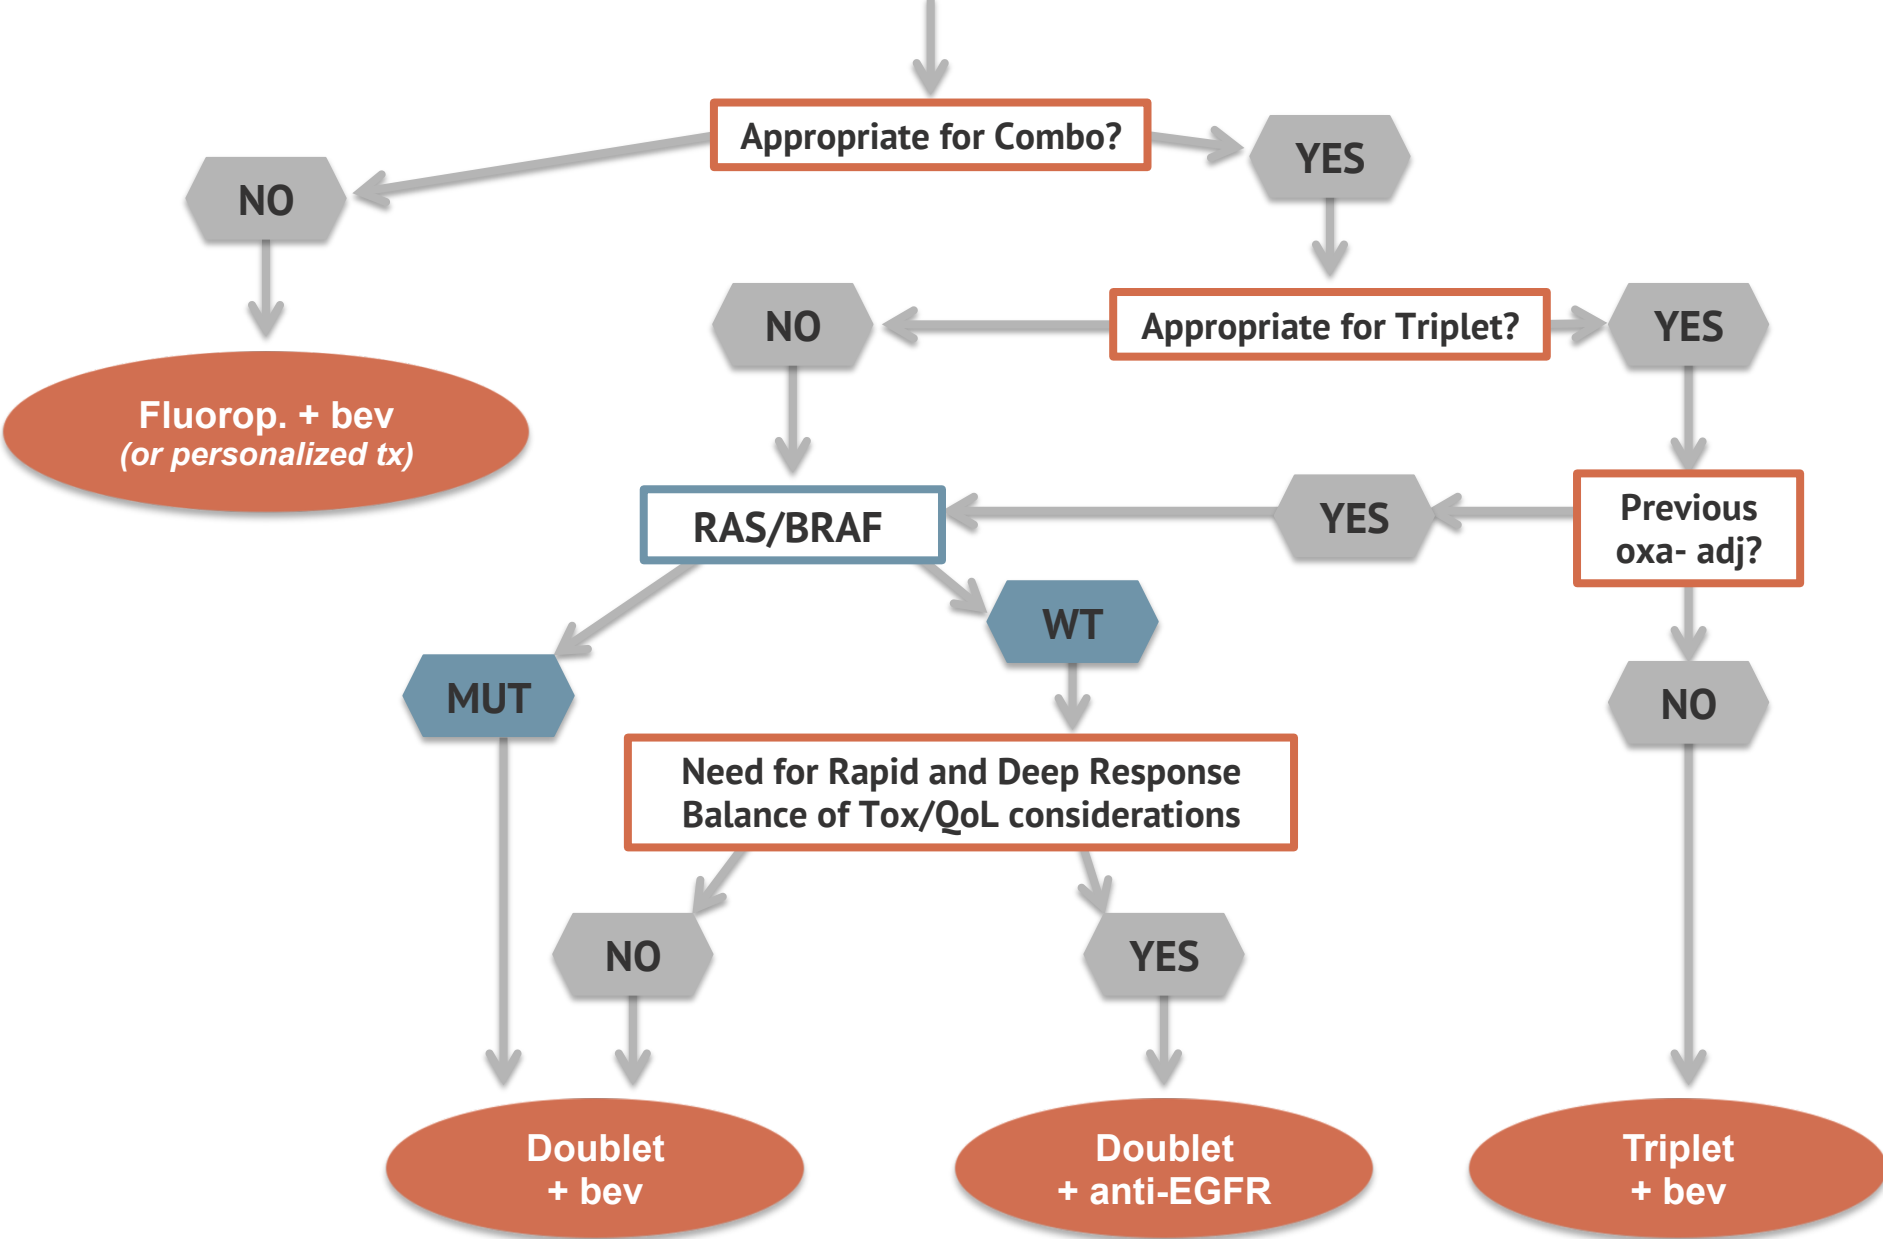 Appropriate for Combo?
YES
NO
Appropriate for Triplet?
NO
YES
Fluorop. + bev
(or personalized tx)
RAS/BRAF
YES
Previous
oxa- adj?
WT
MUT
NO
Need for Rapid and Deep Response
Balance of Tox/QoL considerations
NO
YES
Doublet
+ bev
Doublet
+ anti-EGFR
Triplet
+ bev